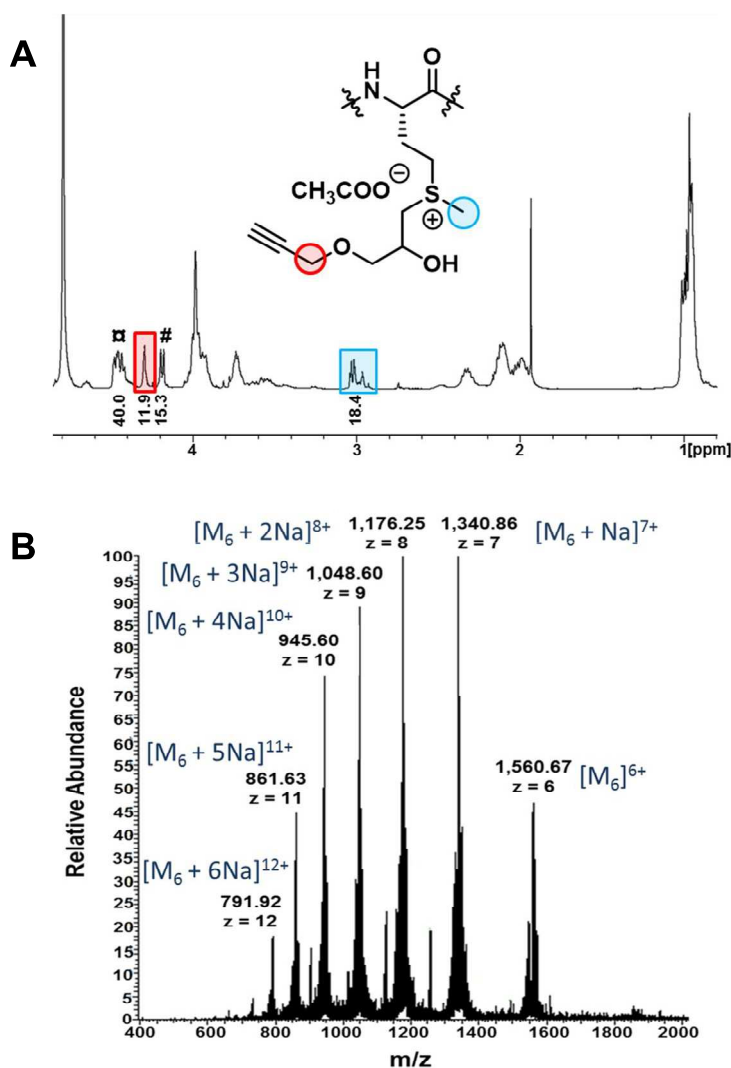 A
H
N
O
CH3COO ⊖
S
⊕
O
OH
¤
#
40.0
11.9
15.3
18.4
4
3
2
1[ppm]
B
[M6 + 2Na]8+
1,176.25
z = 8
1,340.86
z = 7
[M6 + Na]7+
[M6 + 3Na]9+
1,048.60
z = 9
[M6 + 4Na]10+
945.60
z = 10
[M6 + 5Na]11+
861.63
z = 11
1,560.67
z = 6
[M6]6+
[M6 + 6Na]12+
791.92
z = 12
Relative Abundance
100
95
90
85
80
75
70
65
60
55
50
45
40
35
30
25
20
15
10
5
0
400 600 800 1000 1200 1400 1600 1800 2000
m/z